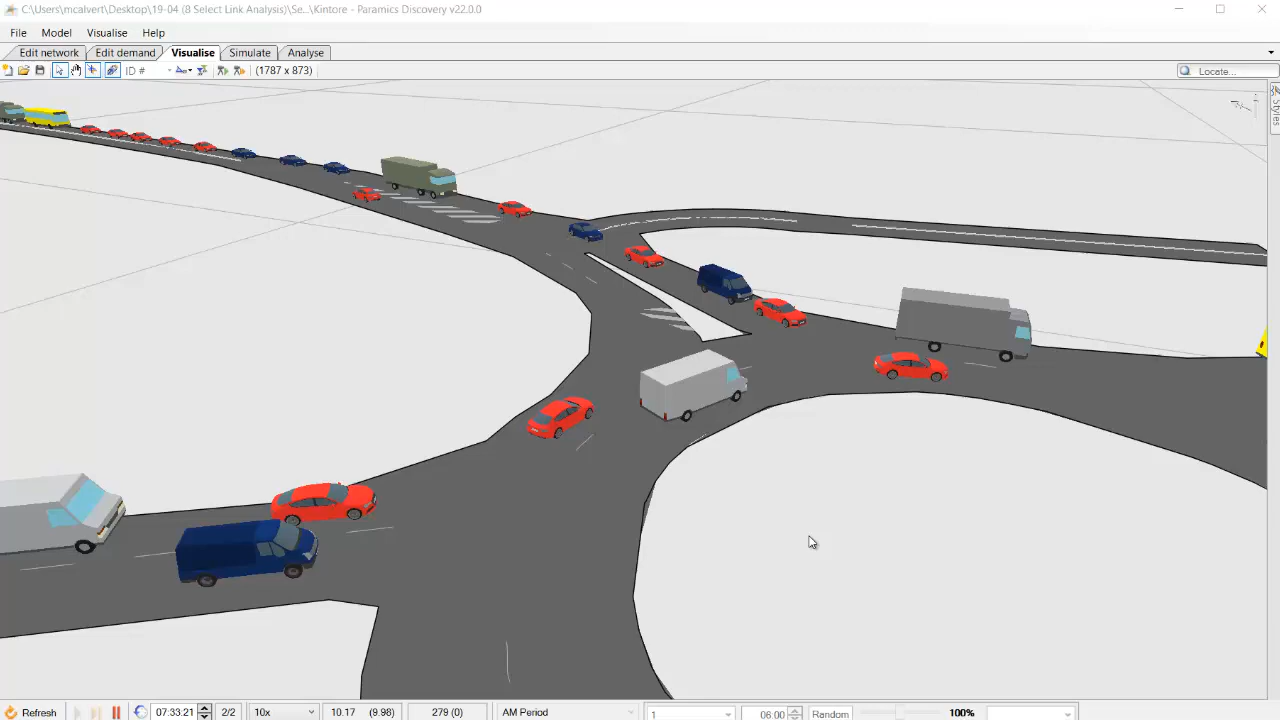 C:\Users\mcalvert\Desktop\19-04 (8 Select Link Analysis)\Se...\Kintore - Paramics Discovery v22.0.0
File Model Visualise Help
Edit network Edit demand Visualise Simulate Analyse
ID # (1787 x 873) Locate...
Styles
Refresh 07:33.21 2/2 10x 10.17 (9.98) 279 (0) AM Period 1 06:00 Random 100%